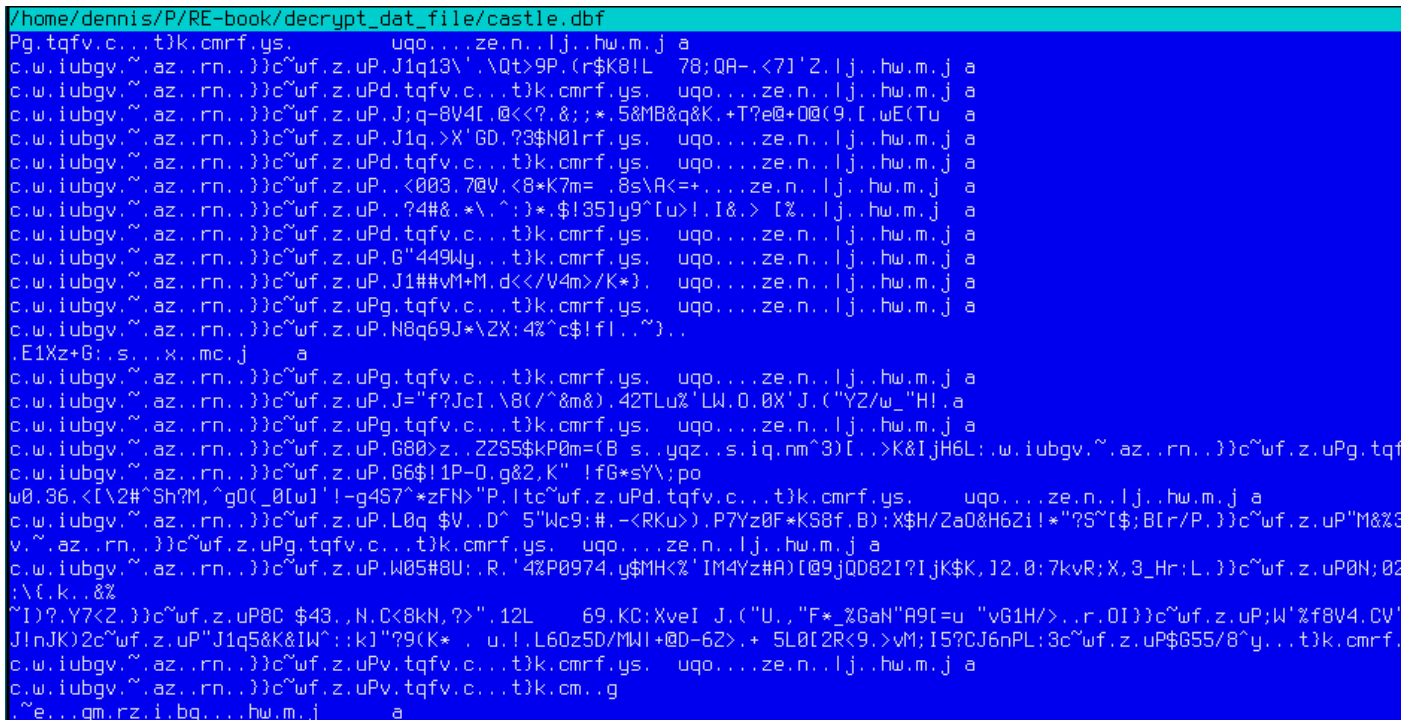 /home/dennis/P/RE-book/decrypt_dat_file/castle.dbf
Pg.tqfv.c...t}k.cmrf.ys.         uqo....ze.n..lj..hw.m.j a
c.w.iubgv.~.az..rn..}}c~wf.z.uP.J1q13\'.\Qt>9P.(r$K8!L   78;QA-.<7]'Z.lj..hw.m.j a
c.w.iubgv.~.az..rn..}}c~wf.z.uPd.tqfv.c...t}k.cmrf.ys.   uqo....ze.n..lj..hw.m.j a
c.w.iubgv.~.az..rn..}}c~wf.z.uP.J;q-8V4[.@<<?.&;;*.5&MB&q&K.+T?e@+O@(9.[.wE(Tu   a
c.w.iubgv.~.az..rn..}}c~wf.z.uP.J1q.>X'GD.?3$N0lrf.ys.   uqo....ze.n..lj..hw.m.j a
c.w.iubgv.~.az..rn..}}c~wf.z.uPd.tqfv.c...t}k.cmrf.ys.   uqo....ze.n..lj..hw.m.j a
c.w.iubgv.~.az..rn..}}c~wf.z.uP..<003.7@V.<8*K7m= .8s\A<=+....ze.n..lj..hw.m.j   a
c.w.iubgv.~.az..rn..}}c~wf.z.uP..?4#&.*\.^:}*.$!35]y9^[u>!.I&.> [%..lj..hw.m.j   a
c.w.iubgv.~.az..rn..}}c~wf.z.uPd.tqfv.c...t}k.cmrf.ys.   uqo....ze.n..lj..hw.m.j a
c.w.iubgv.~.az..rn..}}c~wf.z.uP.G"449Wy...t}k.cmrf.ys.   uqo....ze.n..lj..hw.m.j a
c.w.iubgv.~.az..rn..}}c~wf.z.uP.J1##vM+M.d<</V4m>/K*}.   uqo....ze.n..lj..hw.m.j a
c.w.iubgv.~.az..rn..}}c~wf.z.uPg.tqfv.c...t}k.cmrf.ys.   uqo....ze.n..lj..hw.m.j a
c.w.iubgv.~.az..rn..}}c~wf.z.uP.N8q69J*\ZX:4%^c$!fl..~}..
.E1Xz+G:.s...x..mc.j     a
c.w.iubgv.~.az..rn..}}c~wf.z.uPg.tqfv.c...t}k.cmrf.ys.   uqo....ze.n..lj..hw.m.j a
c.w.iubgv.~.az..rn..}}c~wf.z.uP.J="f?JcI.\8(/^&m&).42TLu%'LW.O.0X'J.("YZ/w_"H!.a
c.w.iubgv.~.az..rn..}}c~wf.z.uPg.tqfv.c...t}k.cmrf.ys.   uqo....ze.n..lj..hw.m.j a
c.w.iubgv.~.az..rn..}}c~wf.z.uP.G80>z..ZZS5$kP0m=(B s..yqz..s.iq.nm^3)[..>K&IjH6L:.w.iubgv.~.az..rn..}}c~wf.z.uPg.tqf
c.w.iubgv.~.az..rn..}}c~wf.z.uP.G6$!1P-O.g&2,K" !fG*sY\;po
w0.36.<[\2#^Sh?M,^gO(_0[w]'!-g4S7^*zFN>"P.ltc~wf.z.uPd.tqfv.c...t}k.cmrf.ys.     uqo....ze.n..lj..hw.m.j a
c.w.iubgv.~.az..rn..}}c~wf.z.uP.L0q $V..D^ 5"Wc9:#.-<RKu>).P7Yz0F*KS8f.B):X$H/ZaO&H6Zi!*"?S~[$;B[r/P.}}c~wf.z.uP"M&%3
v.~.az..rn..}}c~wf.z.uPg.tqfv.c...t}k.cmrf.ys.   uqo....ze.n..lj..hw.m.j a
c.w.iubgv.~.az..rn..}}c~wf.z.uP.W05#8U:.R.'4%P0974.y$MH<%'IM4Yz#A)[@9jQD82I?IjK$K,]2.0:7kvR;X,3_Hr:L.}}c~wf.z.uP0N;02
:\{.k..&%
~I)?.Y7<Z.}}c~wf.z.uP8C $43.,N.C<8kN,?>".12L     69.KC:XveI J.("U.,"F*_%GaN"A9[=u "vG1H/>..r.OI}}c~wf.z.uP;W'%f8V4.CV'
J!nJK)2c~wf.z.uP"J1q5&K&IW^::k]"?9(K* . u.!.L6Oz5D/MWl+@D-6Z>.+ 5L0[2R<9.>vM;I5?CJ6nPL:3c~wf.z.uP$G55/8^y...t}k.cmrf.
c.w.iubgv.~.az..rn..}}c~wf.z.uPv.tqfv.c...t}k.cmrf.ys.   uqo....ze.n..lj..hw.m.j a
c.w.iubgv.~.az..rn..}}c~wf.z.uPv.tqfv.c...t}k.cm..g
.~e...qm.rz.i.bq....hw.m.j       a